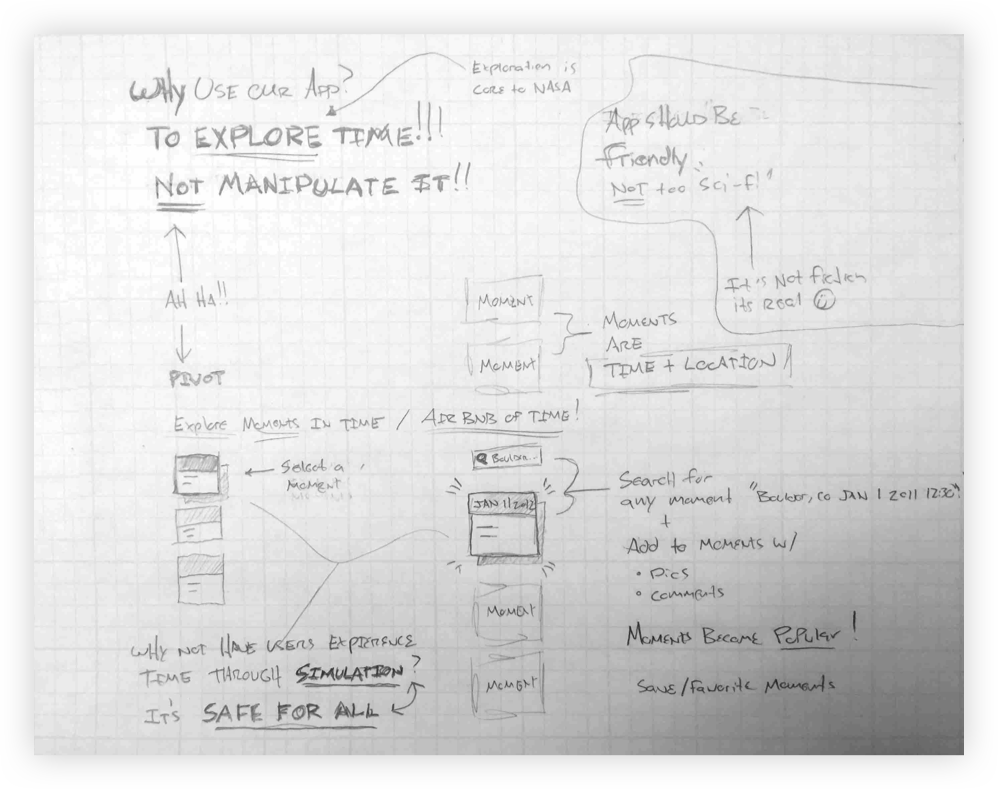 Why Use our App?
To EXPLORE TIME!!!
NOT MANIPULATE IT!!
Exploration is
core to NASA
App should Be
friendly.
NOT too "sci-fi"
It's Not fiction
its Real
AH HA!!
PIVOT
MOMENT
MOMENT
MOMENTS
ARE
TIME + LOCATION
Explore Moments IN TIME / AIR BNB OF TIME!
Select a
MOMENT
JAN 1 2012
MOMENT
MOMENT
Search for
any moment "Boulder, CO JAN 1 2011 12:30"
+
Add to moments w/
• Pics
• comments
Moments Become Popular!
Save/Favorite Moments
WHY NOT HAVE USERS EXPERIENCE
TIME THROUGH SIMULATION?
IT'S SAFE FOR ALL